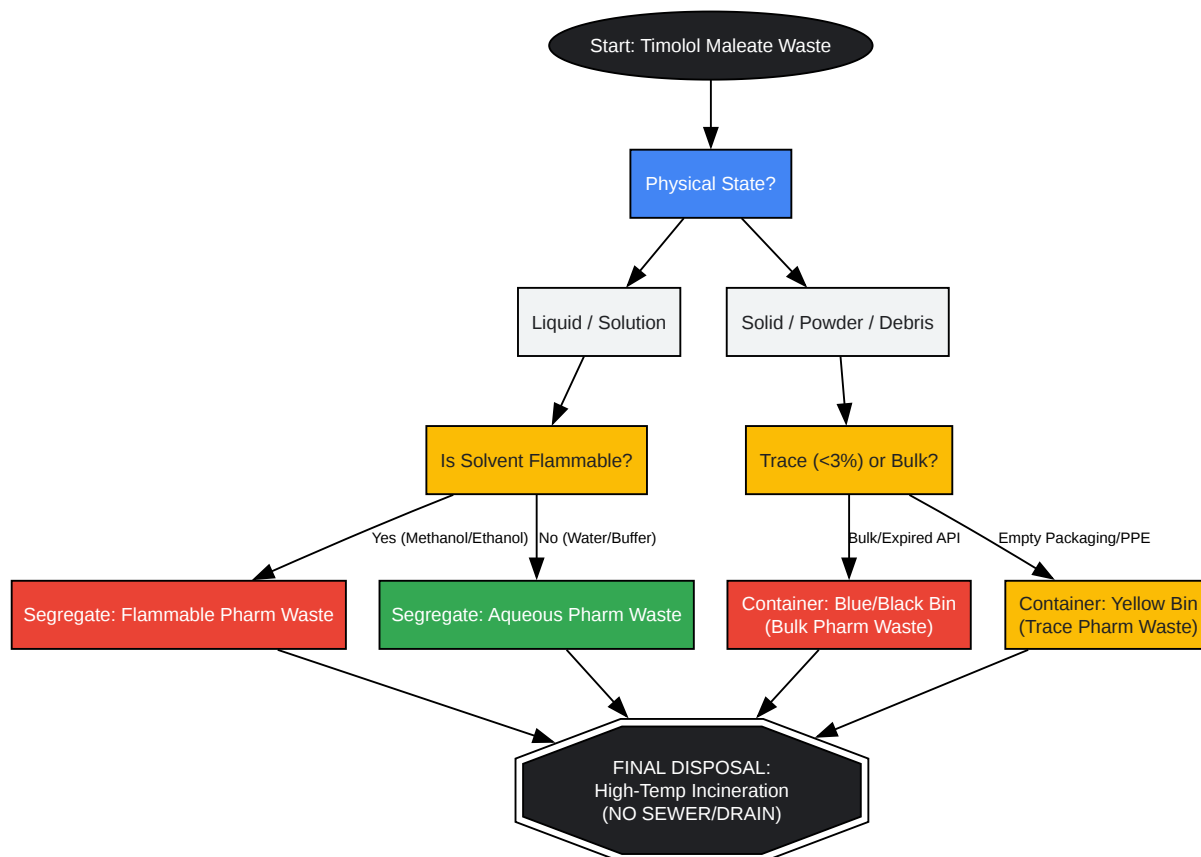 Start: Timolol Maleate Waste
Physical State?
Liquid / Solution
Solid / Powder / Debris
Is Solvent Flammable?
Trace (<3%) or Bulk?
Yes (Methanol/Ethanol)
No (Water/Buffer)
Bulk/Expired API
Empty Packaging/PPE
Segregate: Flammable Pharm Waste
Segregate: Aqueous Pharm Waste
Container: Blue/Black Bin
(Bulk Pharm Waste)
Container: Yellow Bin
(Trace Pharm Waste)
FINAL DISPOSAL:
High-Temp Incineration
(NO SEWER/DRAIN)